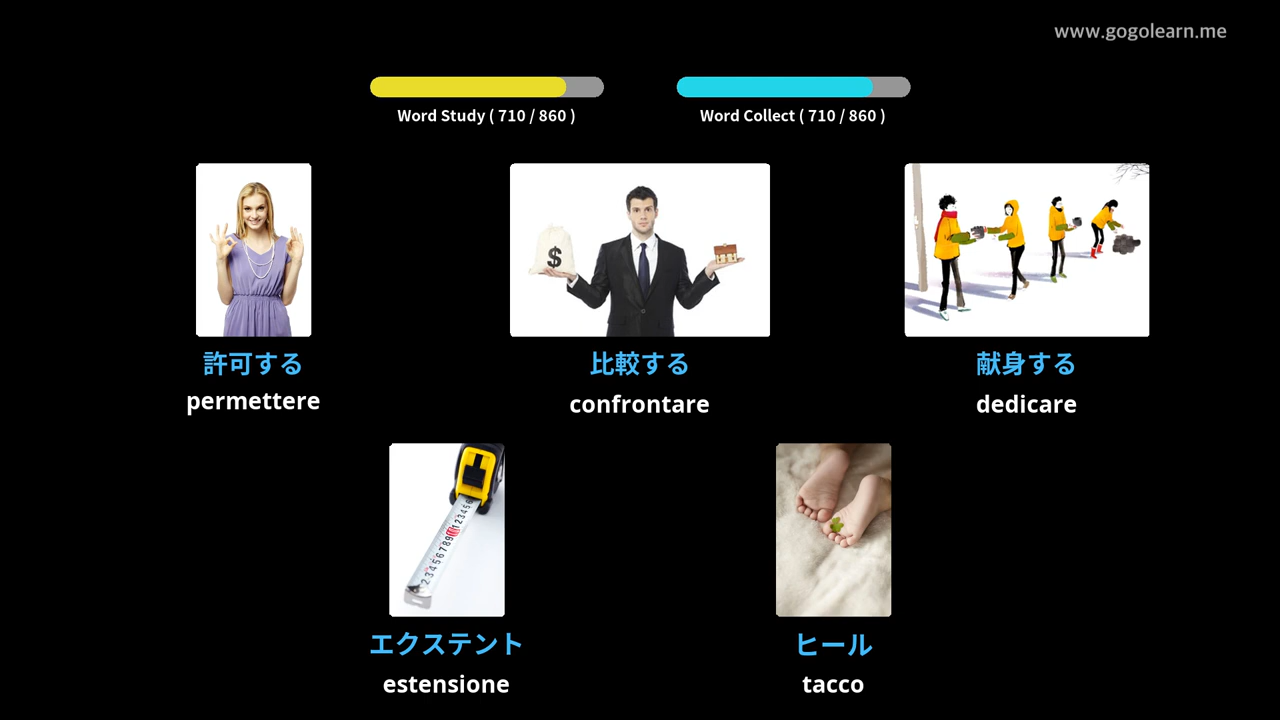 www.gogolearn.me
Word Study ( 710 / 860 )
Word Collect ( 710 / 860 )
許可する
permettere
比較する
confrontare
献身する
dedicare
エクステント
estensione
ヒール
tacco